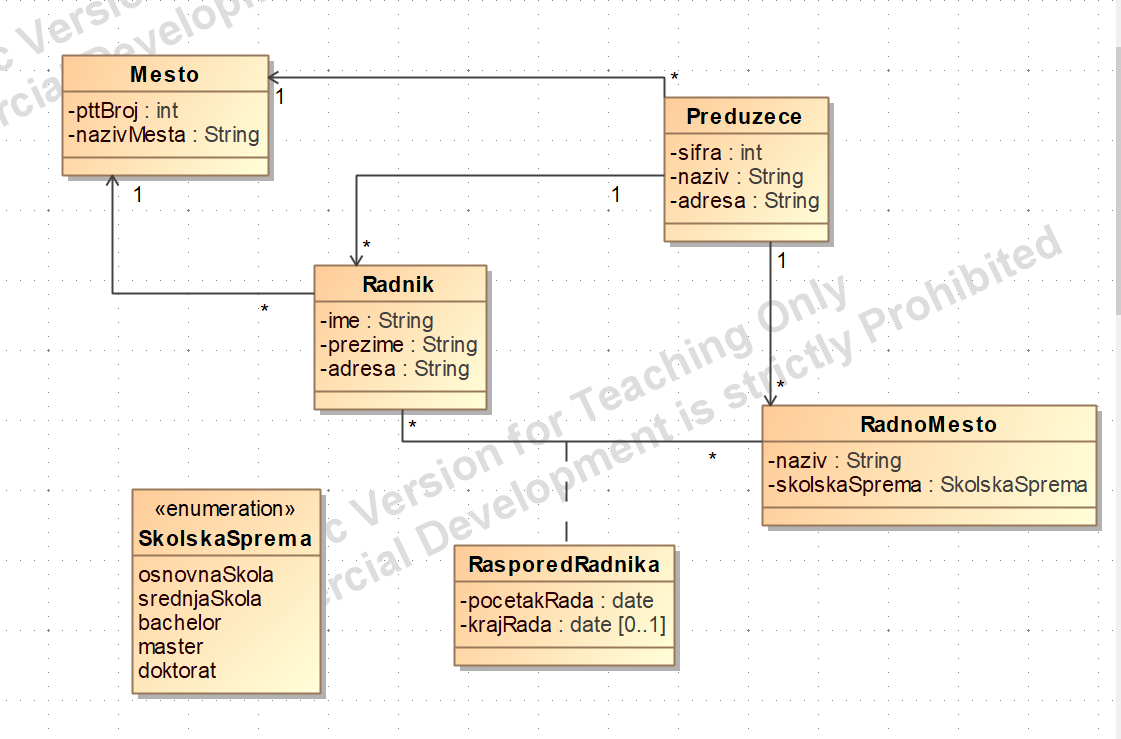 Mesto
-pttBroj : int
-nazivMesta : String
1
*
Preduzece
-sifra : int
-naziv : String
-adresa : String
1
1
*
1
Radnik
-ime : String
-prezime : String
-adresa : String
*
*
*
RadnoMesto
-naziv : String
-skolskaSprema : SkolskaSprema
*
«enumeration»
SkolskaSprema
osnovnaSkola
srednjaSkola
bachelor
master
doktorat
RasporedRadnika
-pocetakRada : date
-krajRada : date [0..1]
c Version for Teaching Only
rcial Development is strictly Prohibited